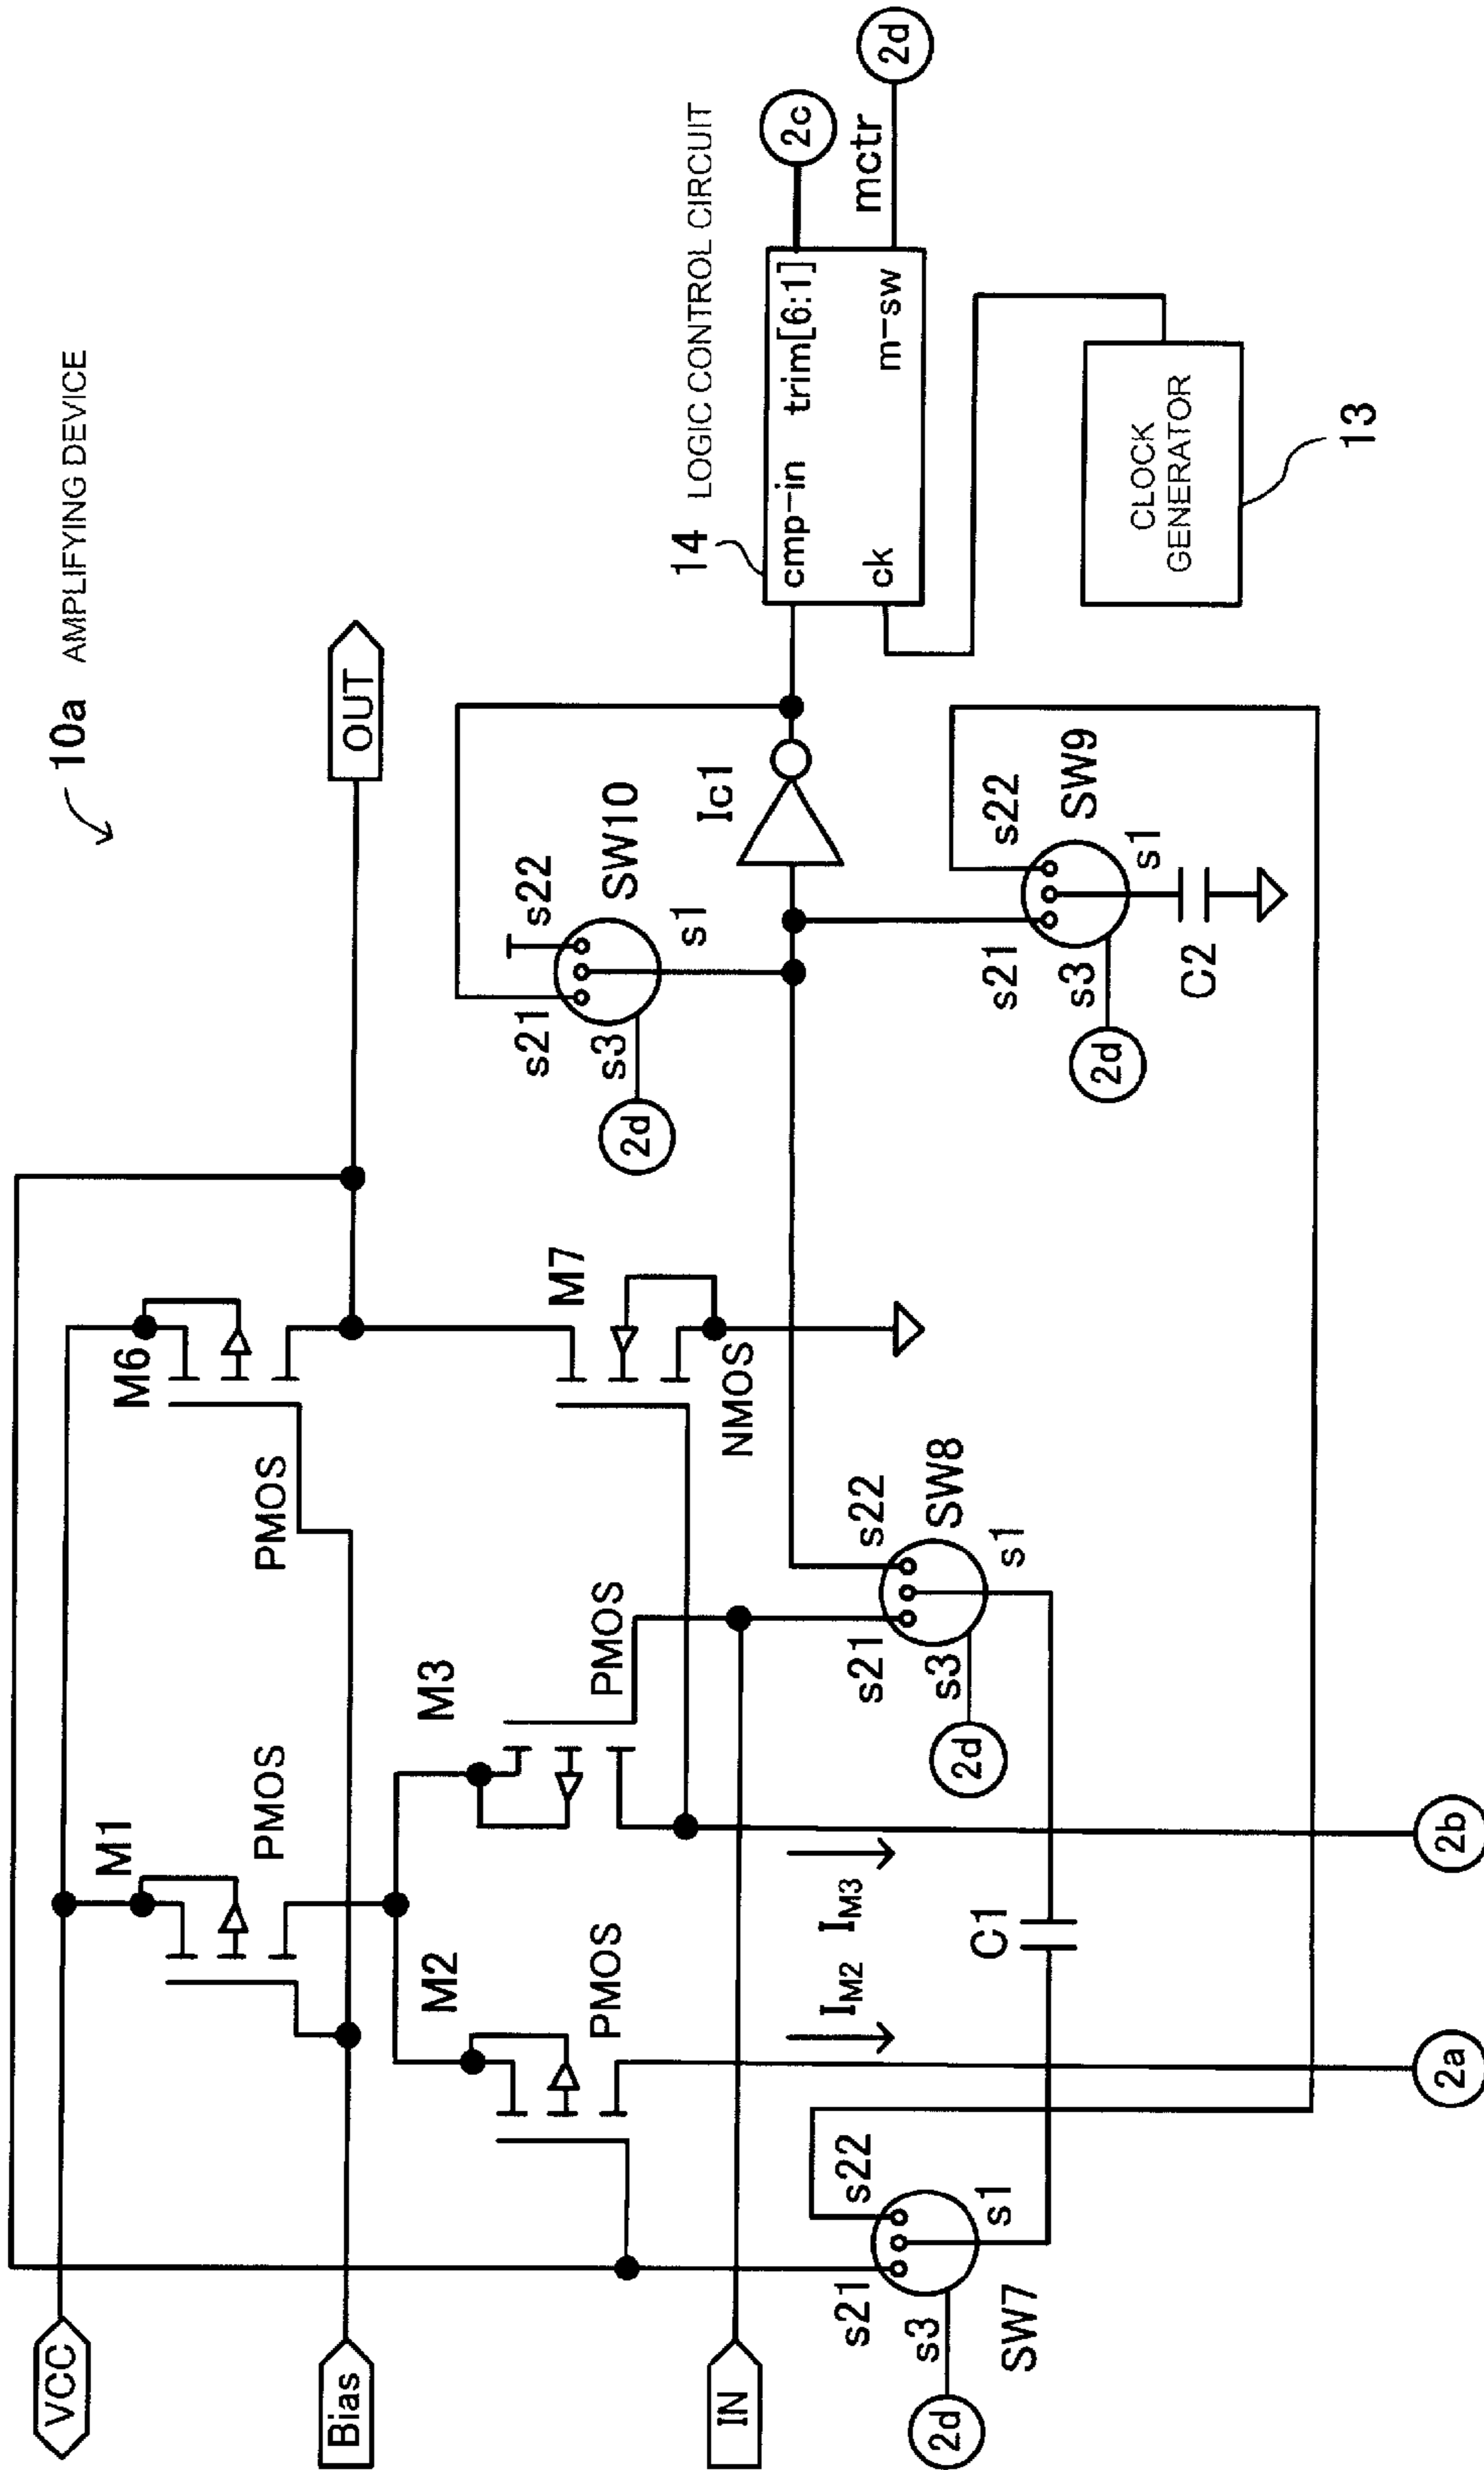 10a AMPLIFYING DEVICE
VCC
Bias
IN
OUT
M1
PMOS
M6
PMOS
M2
PMOS
M3
PMOS
M7
NMOS
I_M2
I_M3
s21
s22
s3
s1
2d
SW7
C1
s21
s22
s3
s1
2d
SW8
s21
s22
s3
s1
2d
SW10
Ic1
s21
s22
s3
s1
2d
SW9
C2
14 LOGIC CONTROL CIRCUIT
cmp-in trim[6:1]
ck m-sw
2c
mctr
2d
CLOCK
GENERATOR
13
2a
2b